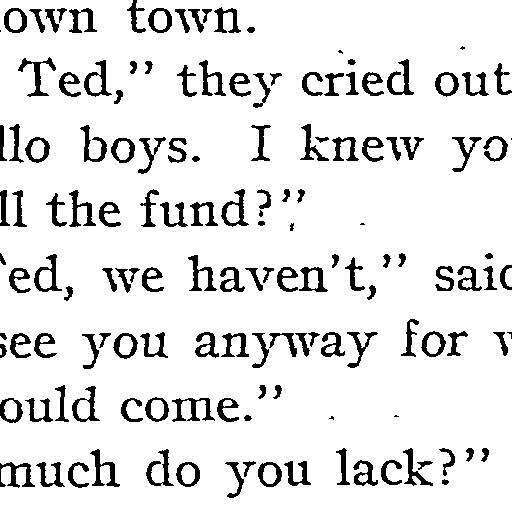 own town.
Ted," they cried out
llo boys. I knew yo
ll the fund?"
ed, we haven't," said
see you anyway for w
ould come."
much do you lack?"